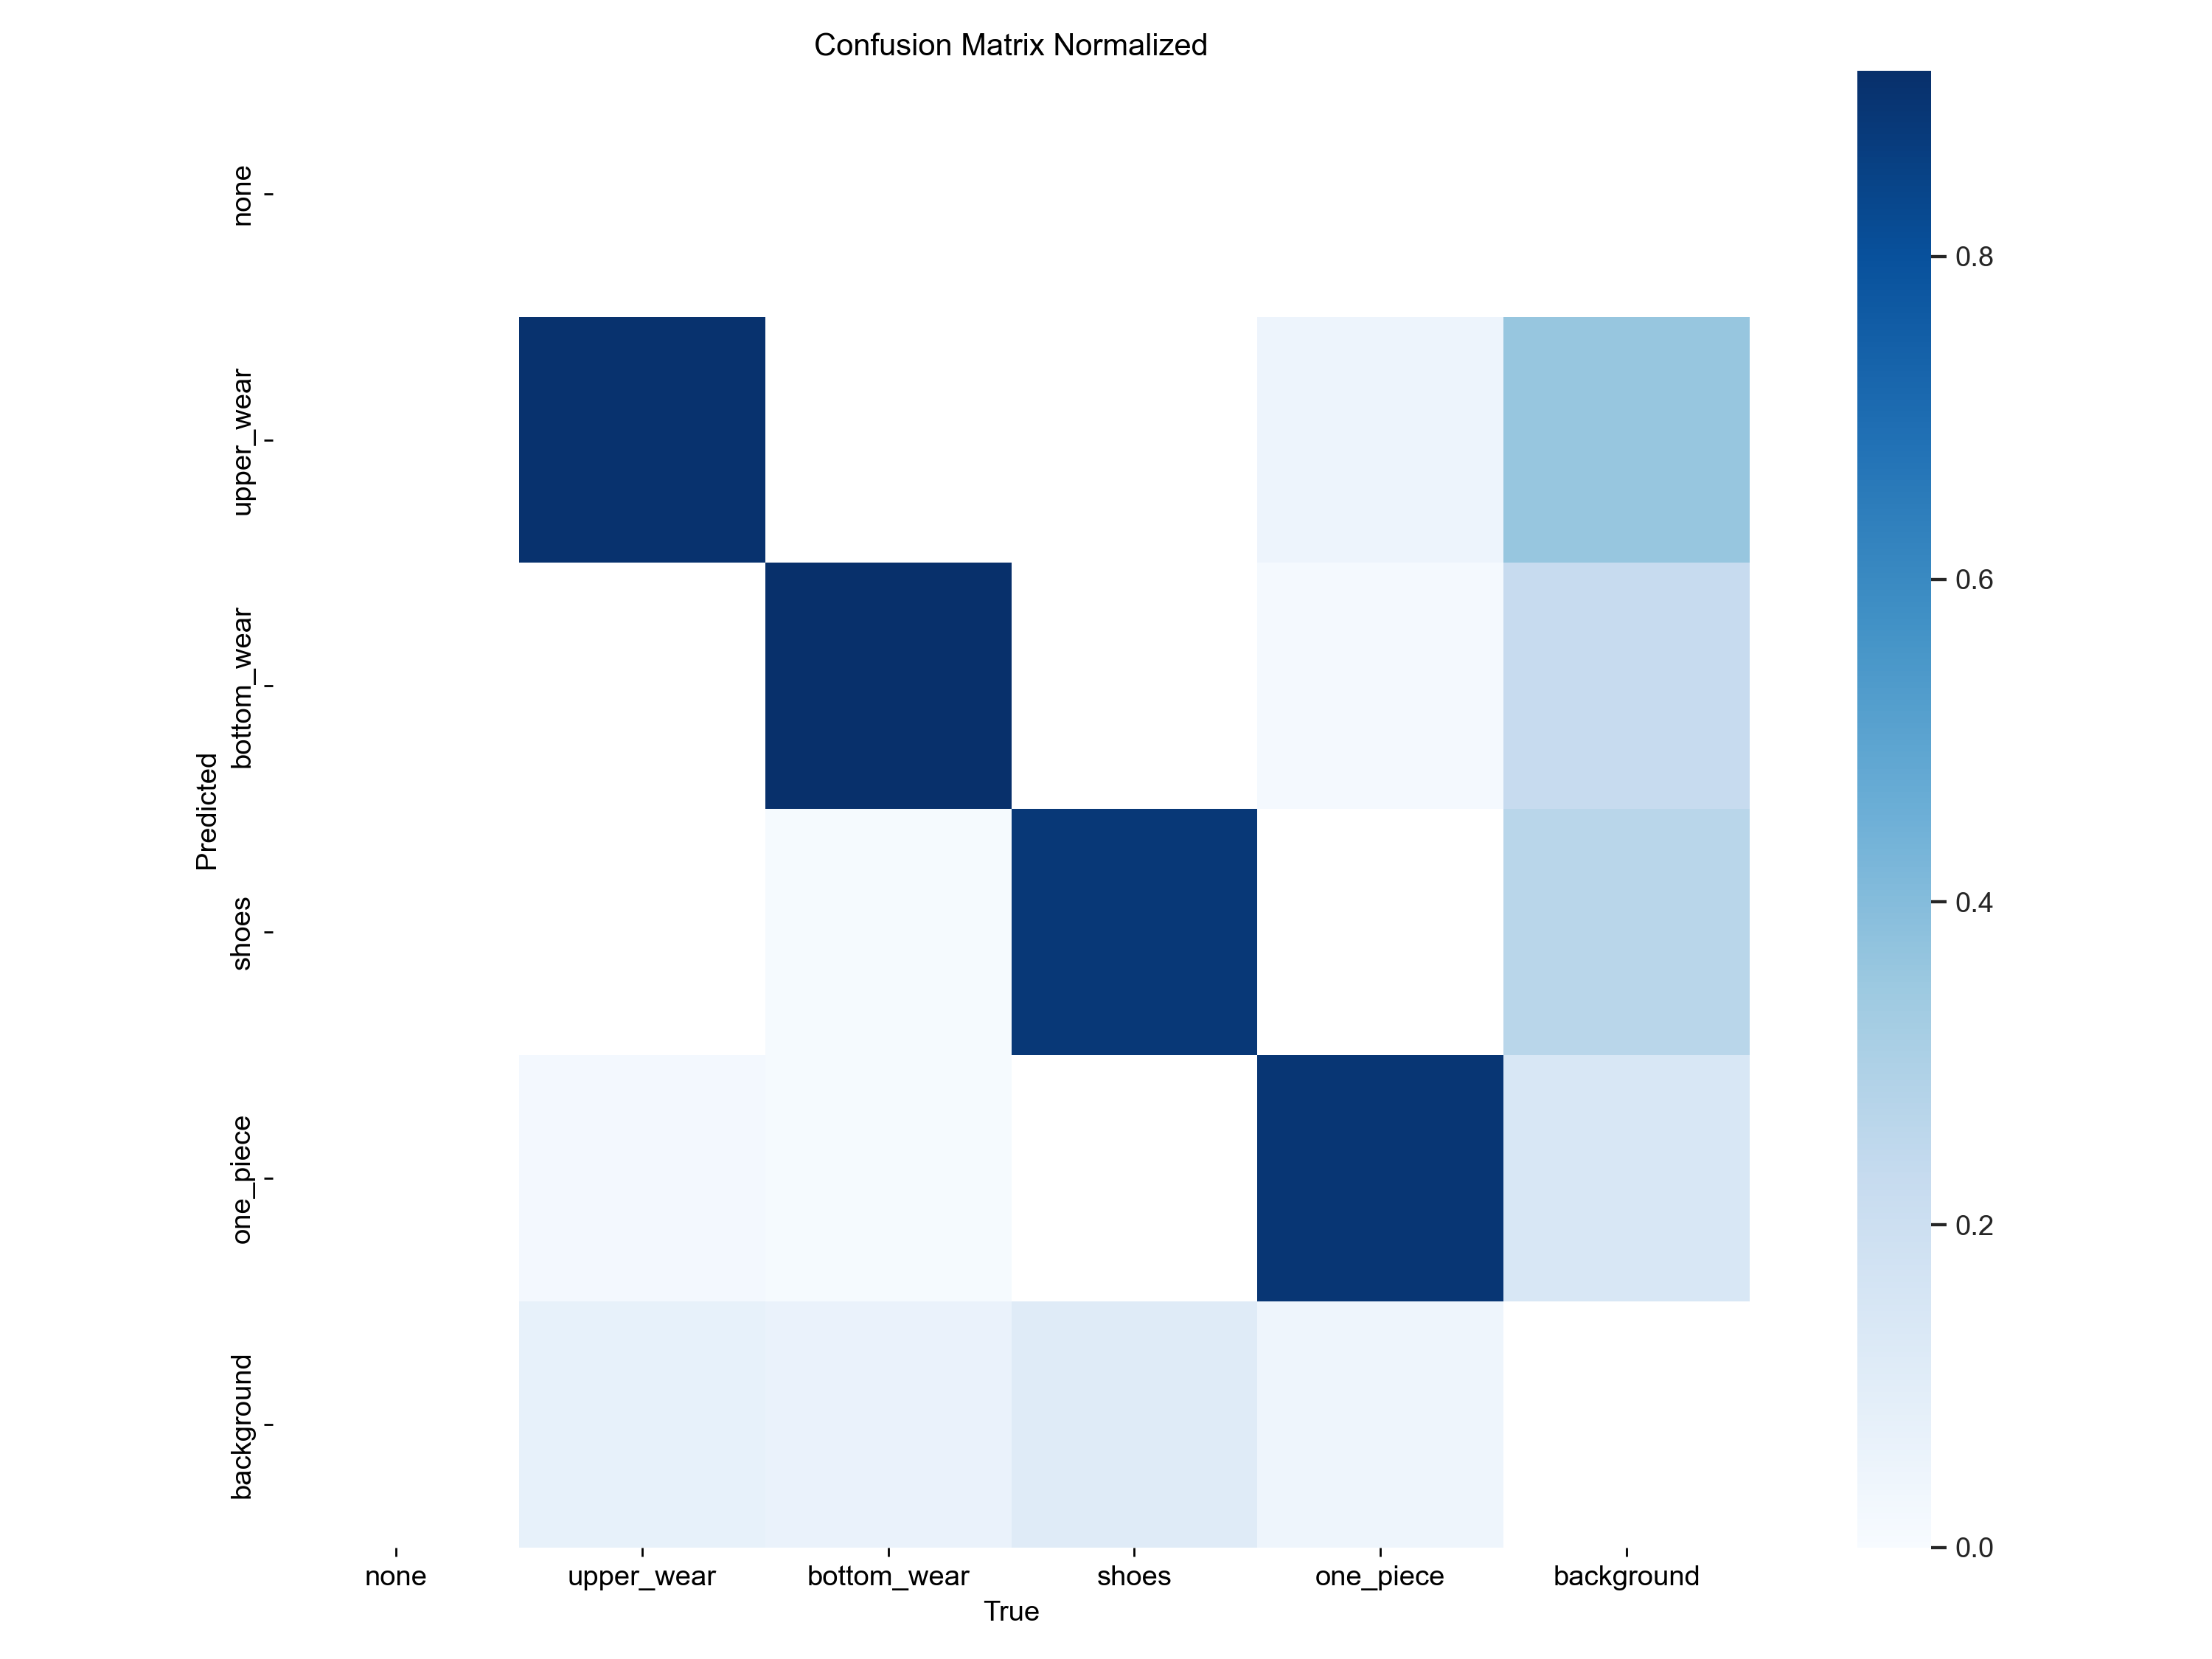 Confusion Matrix Normalized
none
upper_wear
bottom_wear
shoes
one_piece
background
Predicted
none
upper_wear
bottom_wear
shoes
one_piece
background
True
0.8
0.6
0.4
0.2
0.0